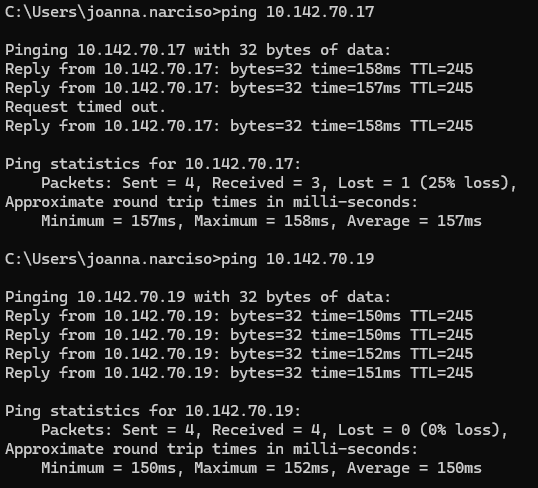 C:\Users\joanna.narciso>ping 10.142.70.17
Pinging 10.142.70.17 with 32 bytes of data:
Reply from 10.142.70.17: bytes=32 time=158ms TTL=245
Reply from 10.142.70.17: bytes=32 time=157ms TTL=245
Request timed out.
Reply from 10.142.70.17: bytes=32 time=158ms TTL=245
Ping statistics for 10.142.70.17:
    Packets: Sent = 4, Received = 3, Lost = 1 (25% loss),
Approximate round trip times in milli-seconds:
    Minimum = 157ms, Maximum = 158ms, Average = 157ms
C:\Users\joanna.narciso>ping 10.142.70.19
Pinging 10.142.70.19 with 32 bytes of data:
Reply from 10.142.70.19: bytes=32 time=150ms TTL=245
Reply from 10.142.70.19: bytes=32 time=150ms TTL=245
Reply from 10.142.70.19: bytes=32 time=152ms TTL=245
Reply from 10.142.70.19: bytes=32 time=151ms TTL=245
Ping statistics for 10.142.70.19:
    Packets: Sent = 4, Received = 4, Lost = 0 (0% loss),
Approximate round trip times in milli-seconds:
    Minimum = 150ms, Maximum = 152ms, Average = 150ms